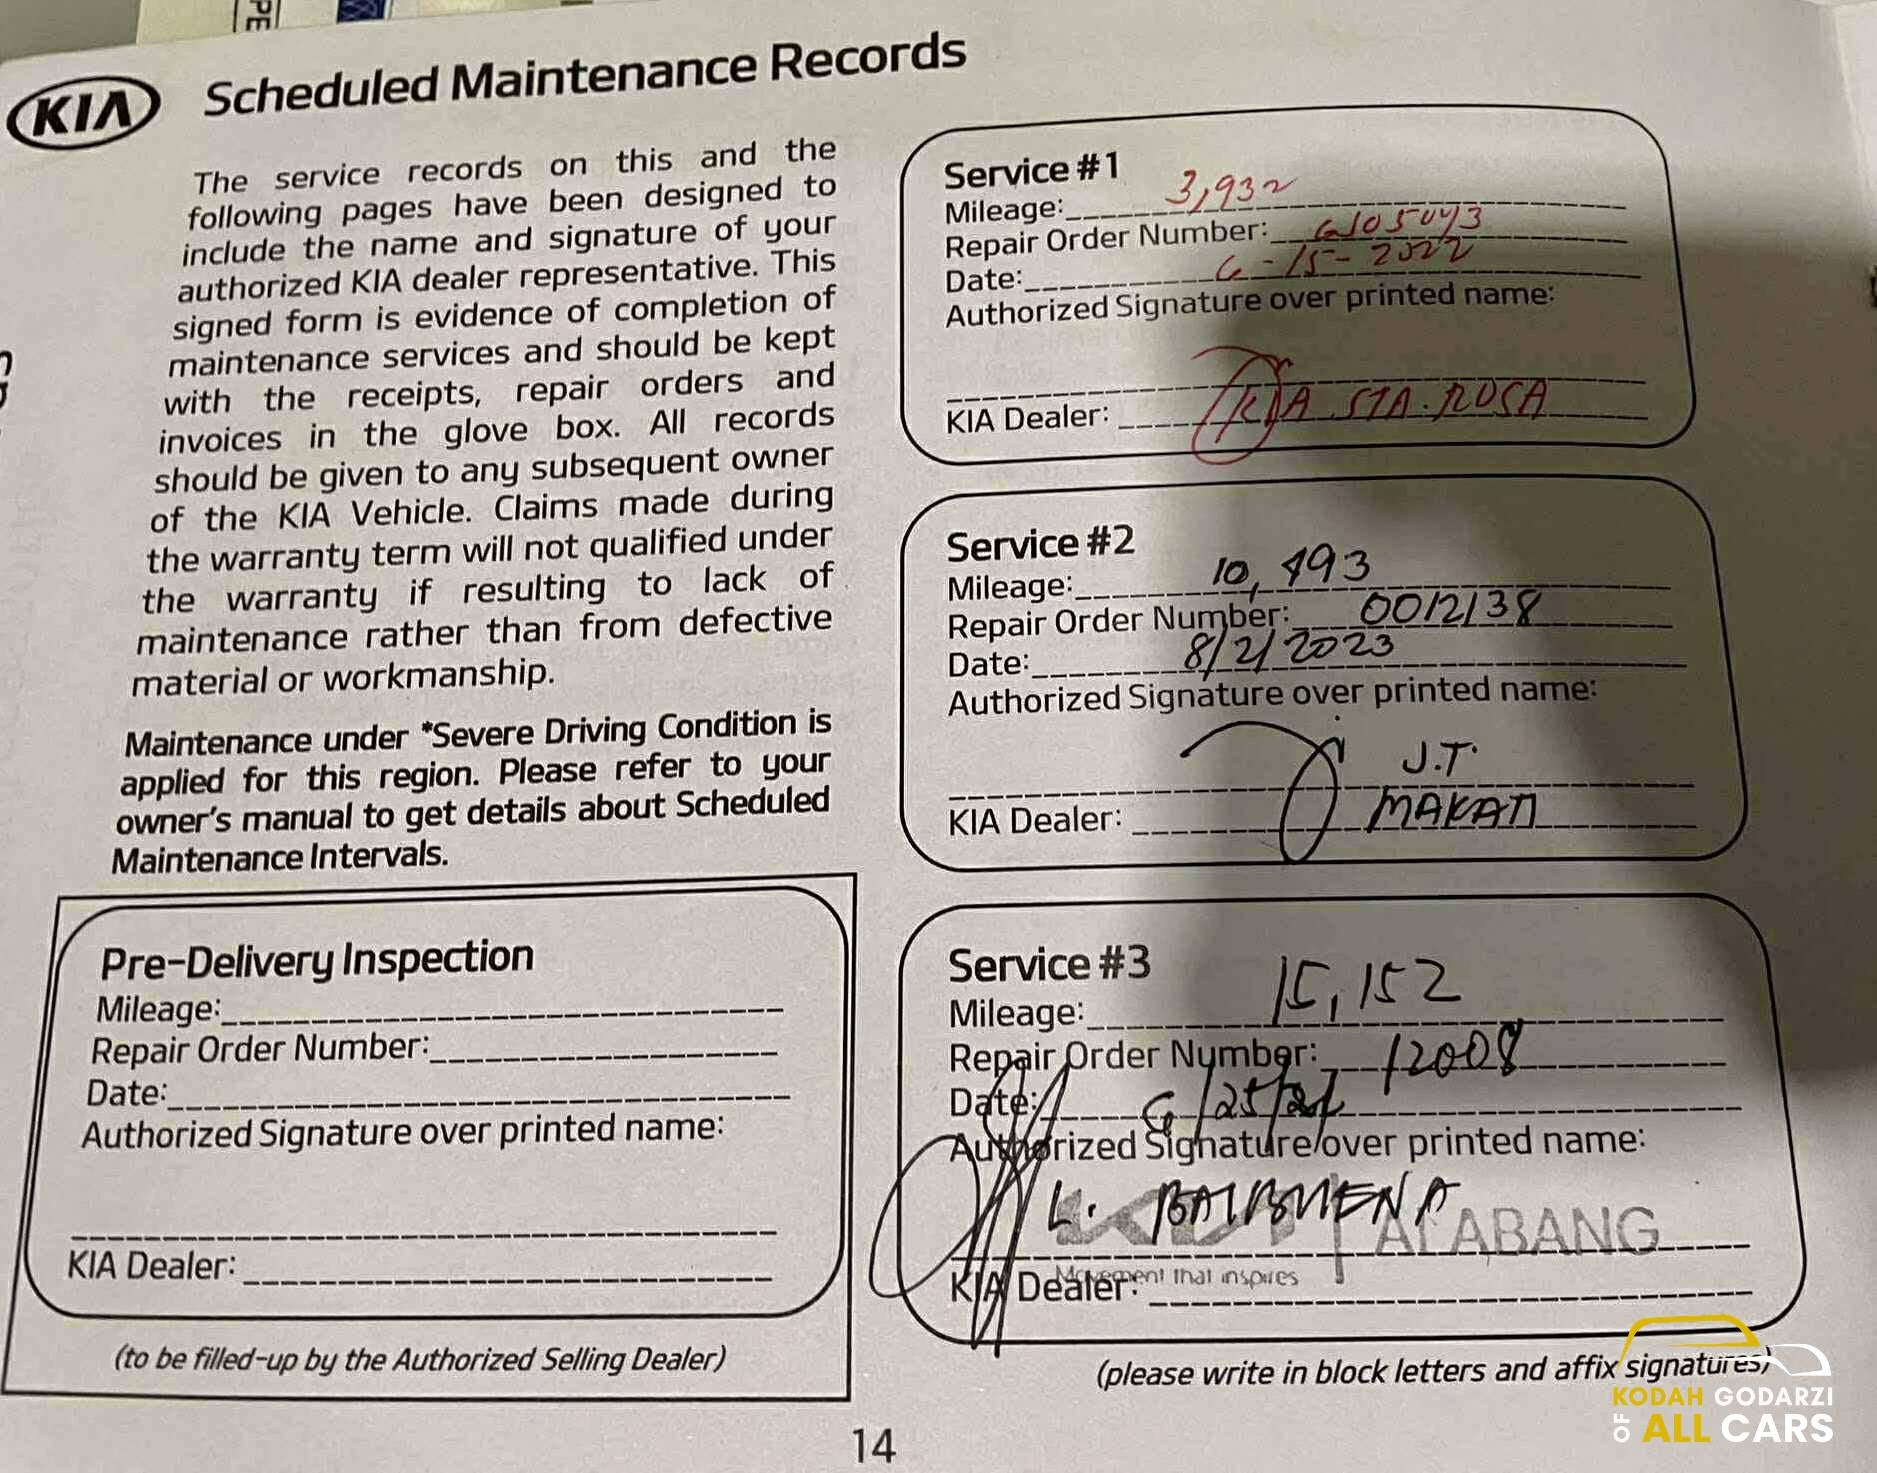 KIA
Scheduled Maintenance Records
The service records on this and the
following pages have been designed to
include the name and signature of your
authorized KIA dealer representative. This
signed form is evidence of completion of
maintenance services and should be kept
with the receipts, repair orders and
invoices in the glove box. All records
should be given to any subsequent owner
of the KIA Vehicle. Claims made during
the warranty term will not qualified under
the warranty if resulting to lack of
maintenance rather than from defective
material or workmanship.
Maintenance under *Severe Driving Condition is
applied for this region. Please refer to your
owner's manual to get details about Scheduled
Maintenance Intervals.
Pre-Delivery Inspection
Mileage:
Repair Order Number:
Date:
Authorized Signature over printed name:
KIA Dealer:
(to be filled-up by the Authorized Selling Dealer)
Service #1
Mileage: 3,932
Repair Order Number:
Date: 6-15-2022
Authorized Signature over printed name:
KIA Dealer: KIA STA. ROSA
Service #2
Mileage: 10,493
Repair Order Number: 0012138
Date: 8/2/2023
Authorized Signature over printed name:
J.T.
KIA Dealer: MAKATI
Service #3
Mileage: 15,152
Repair Order Number: 12008
Date: 6/25/24
Authorized Signature over printed name:
L. BALBUENA
KIA ALABANG
Movement that inspires
KIA Dealer:
(please write in block letters and affix signatures)
14
KODAH GODARZI
OF ALL CARS
PE